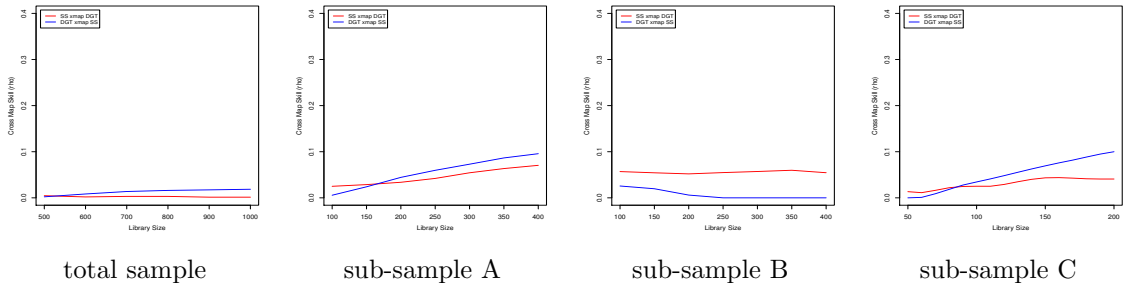 SS xmap DGT
DGT xmap SS
Cross Map Skill (rho)
0.0 0.1 0.2 0.3 0.4
500 600 700 800 900 1000
Library Size
total sample
SS xmap DGT
DGT xmap SS
Cross Map Skill (rho)
0.0 0.1 0.2 0.3 0.4
100 150 200 250 300 350 400
Library Size
sub-sample A
SS xmap DGT
DGT xmap SS
Cross Map Skill (rho)
0.0 0.1 0.2 0.3 0.4
100 150 200 250 300 350 400
Library Size
sub-sample B
SS xmap DGT
DGT xmap SS
Cross Map Skill (rho)
0.0 0.1 0.2 0.3 0.4
50 100 150 200
Library Size
sub-sample C